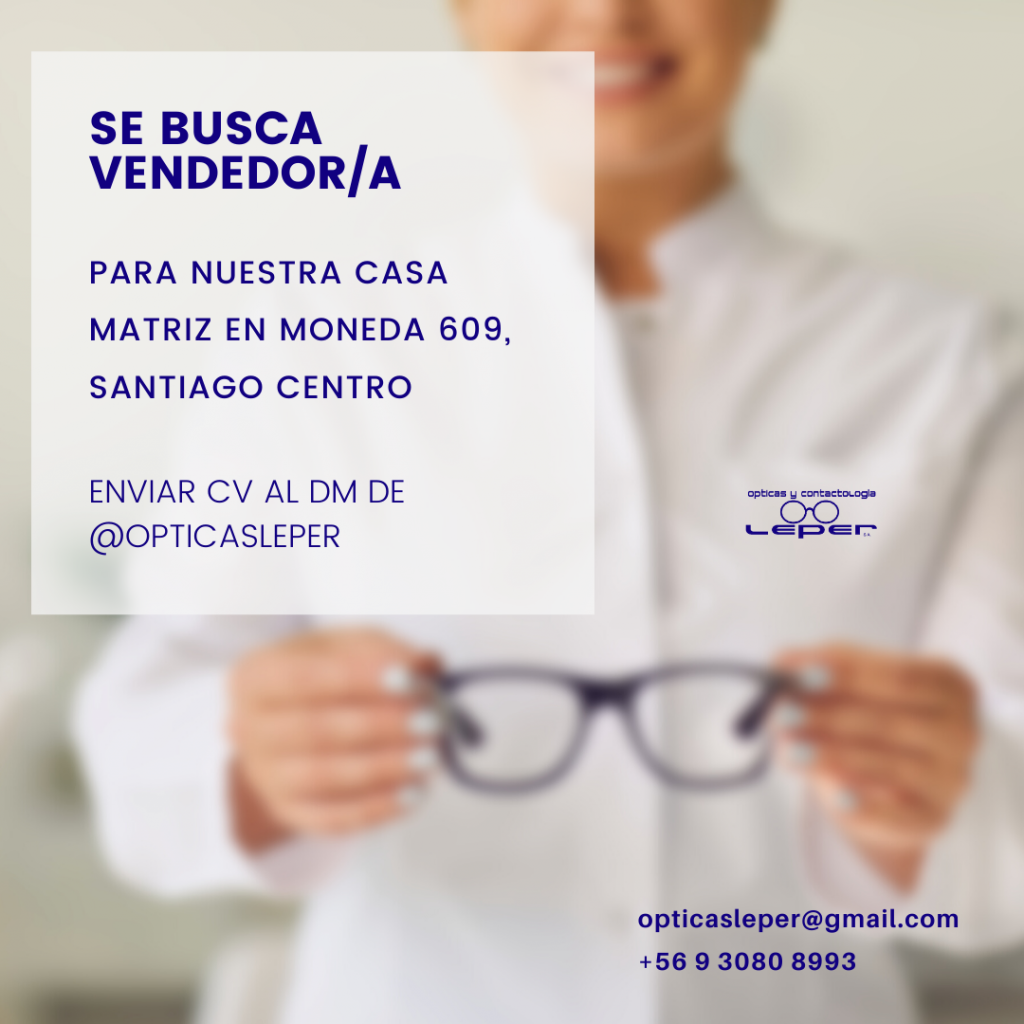 SE BUSCA
VENDEDOR/A
PARA NUESTRA CASA
MATRIZ EN MONEDA 609,
SANTIAGO CENTRO
ENVIAR CV AL DM DE
@OPTICASLEPER
opticas y contactología
LEPER S.A.
opticasleper@gmail.com
+56 9 3080 8993